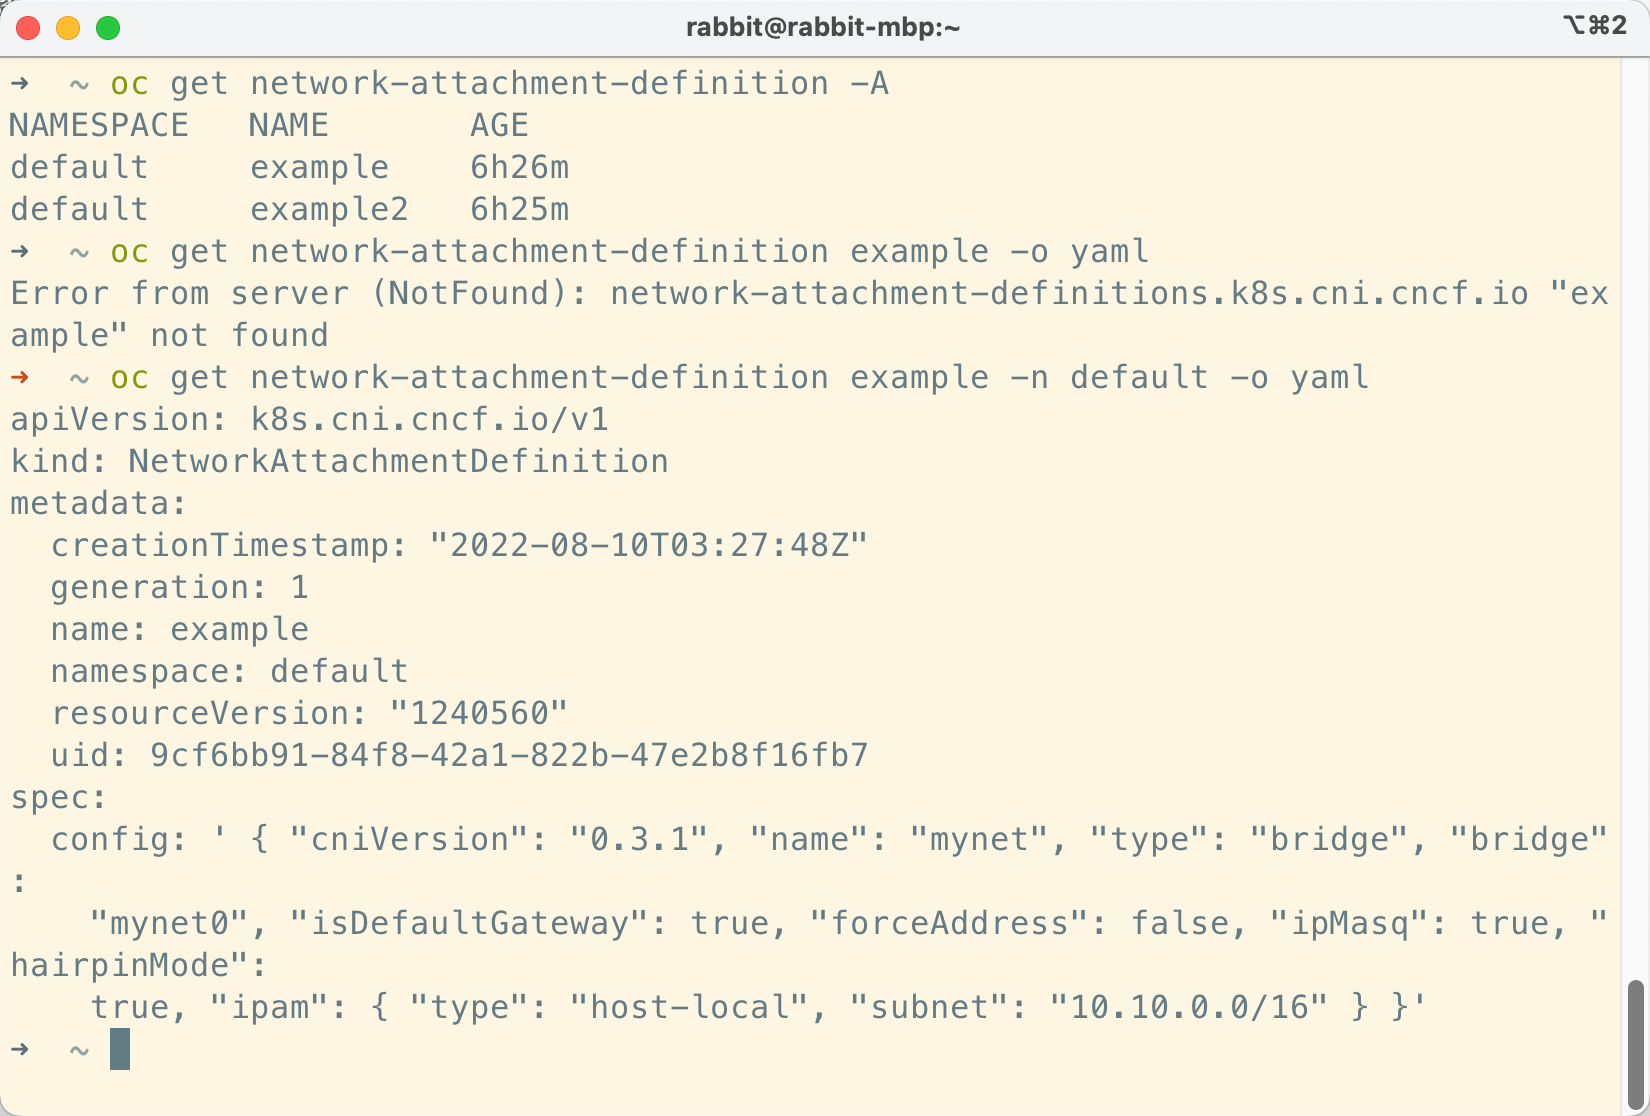 rabbit@rabbit-mbp:~
⌥⌘2
➜  ~ oc get network-attachment-definition -A
NAMESPACE   NAME       AGE
default     example    6h26m
default     example2   6h25m
➜  ~ oc get network-attachment-definition example -o yaml
Error from server (NotFound): network-attachment-definitions.k8s.cni.cncf.io "ex
ample" not found
➜  ~ oc get network-attachment-definition example -n default -o yaml
apiVersion: k8s.cni.cncf.io/v1
kind: NetworkAttachmentDefinition
metadata:
  creationTimestamp: "2022-08-10T03:27:48Z"
  generation: 1
  name: example
  namespace: default
  resourceVersion: "1240560"
  uid: 9cf6bb91-84f8-42a1-822b-47e2b8f16fb7
spec:
  config: ' { "cniVersion": "0.3.1", "name": "mynet", "type": "bridge", "bridge"
:
    "mynet0", "isDefaultGateway": true, "forceAddress": false, "ipMasq": true, "
hairpinMode":
    true, "ipam": { "type": "host-local", "subnet": "10.10.0.0/16" } }'
➜  ~